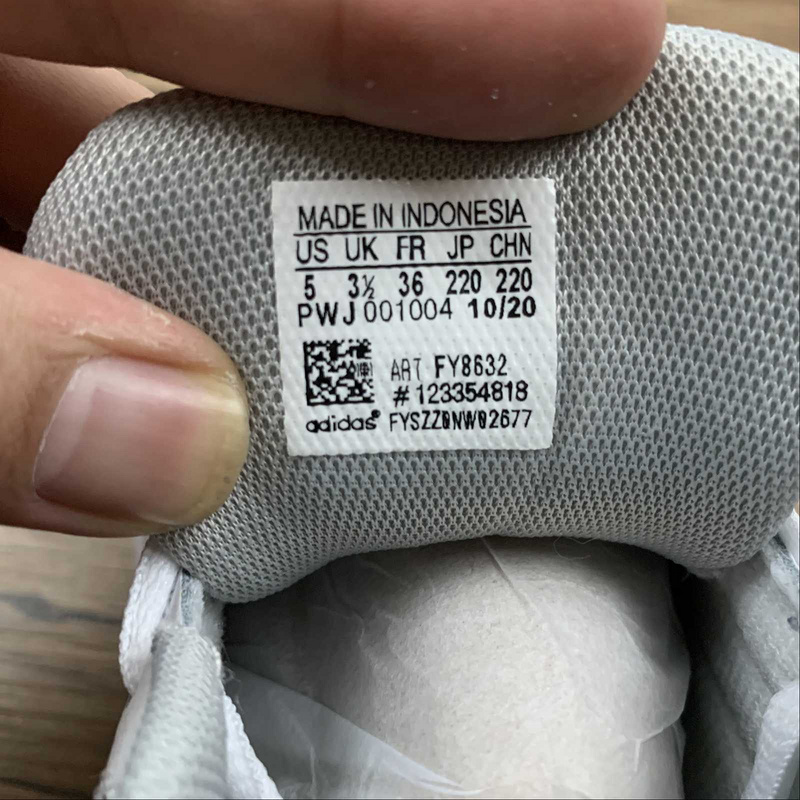 MADE IN INDONESIA
US UK FR JP CHN
5 3½ 36 220 220
PWJ 001004 10/20
ART FY8632
# 123354818
adidas® FYSZZ0NW02677